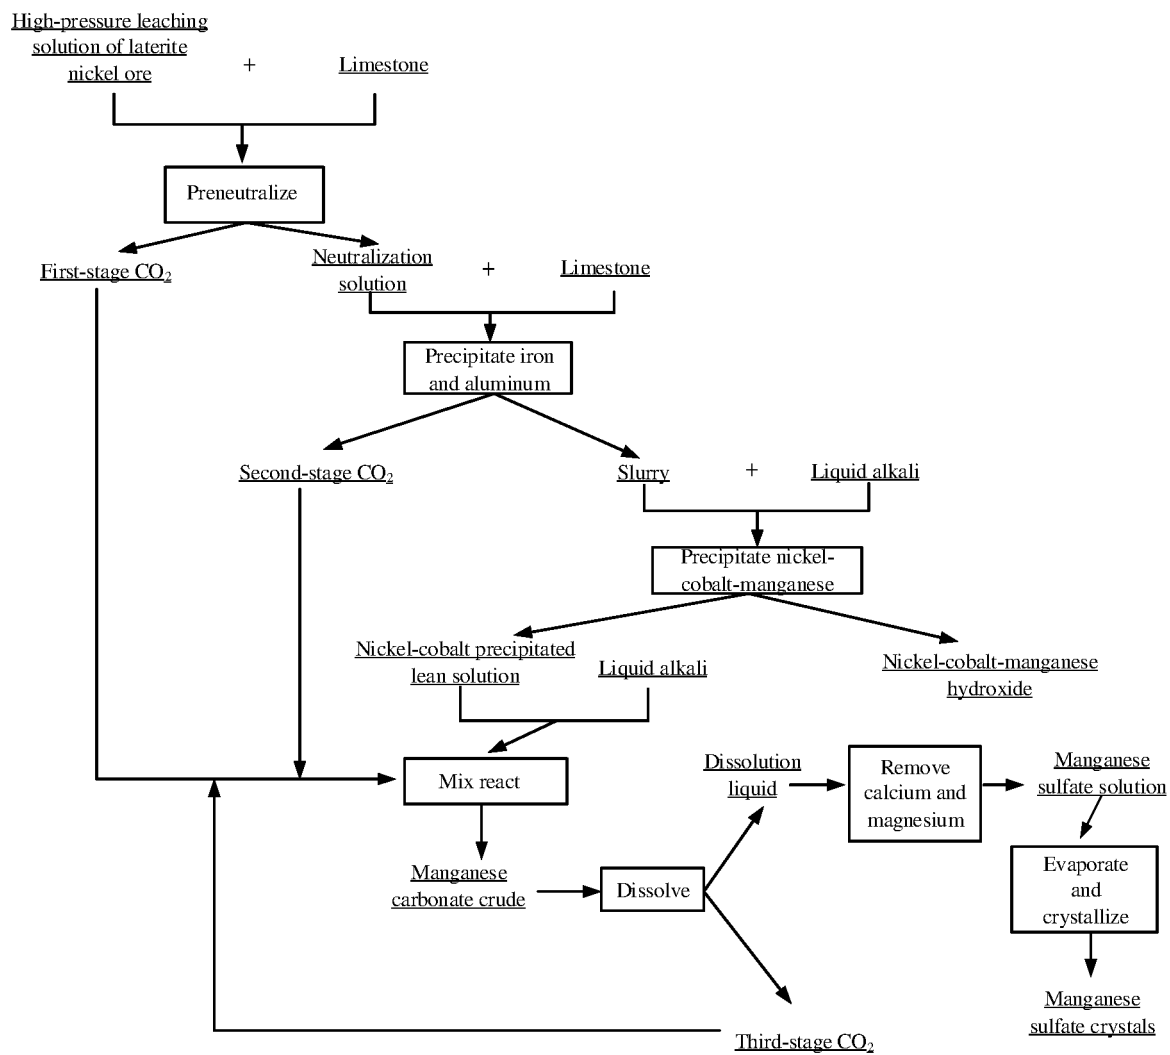 High-pressure leaching
solution of laterite
nickel ore
+
Limestone
Preneutralize
First-stage CO₂
Neutralization
solution
+
Limestone
Precipitate iron
and aluminum
Second-stage CO₂
Slurry
+
Liquid alkali
Precipitate nickel-
cobalt-manganese
Nickel-cobalt precipitated
lean solution
Liquid alkali
Nickel-cobalt-manganese
hydroxide
Mix react
Dissolution
liquid
Remove
calcium and
magnesium
Manganese
sulfate solution
Manganese
carbonate crude
Dissolve
Evaporate
and
crystallize
Third-stage CO₂
Manganese
sulfate crystals